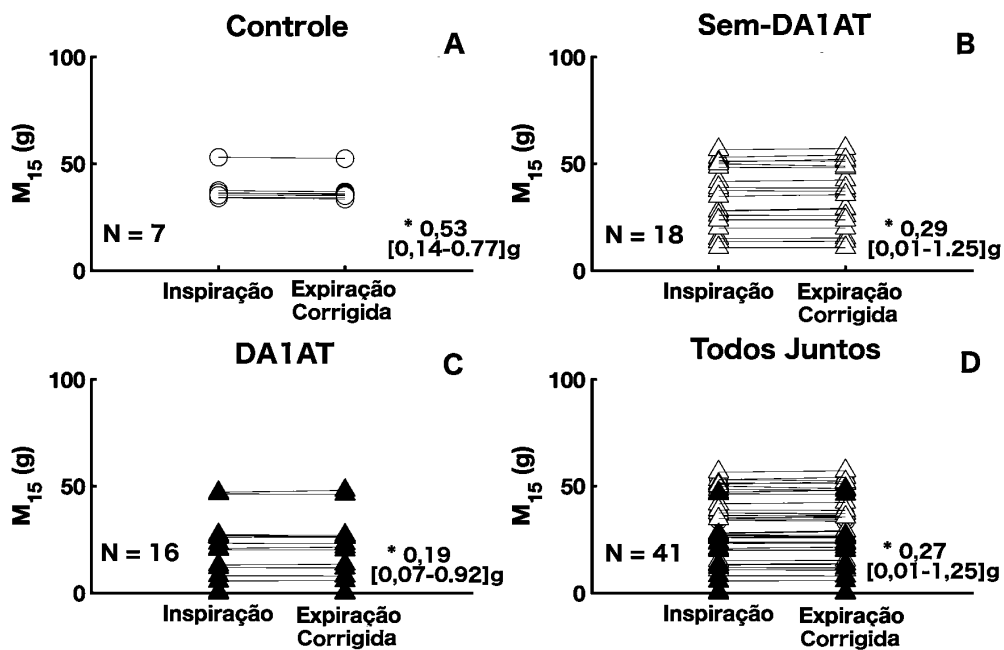 Controle
A
100
50
0
M15 (g)
N = 7
* 0,53
[0,14-0.77]g
Inspiração
Expiração
Corrigida
Sem-DA1AT
B
100
50
0
M15 (g)
N = 18
* 0,29
[0,01-1.25]g
Inspiração
Expiração
Corrigida
DA1AT
C
100
50
0
M15 (g)
N = 16
* 0,19
[0,07-0,92]g
Inspiração
Expiração
Corrigida
Todos Juntos
D
100
50
0
M15 (g)
N = 41
* 0,27
[0,01-1,25]g
Inspiração
Expiração
Corrigida